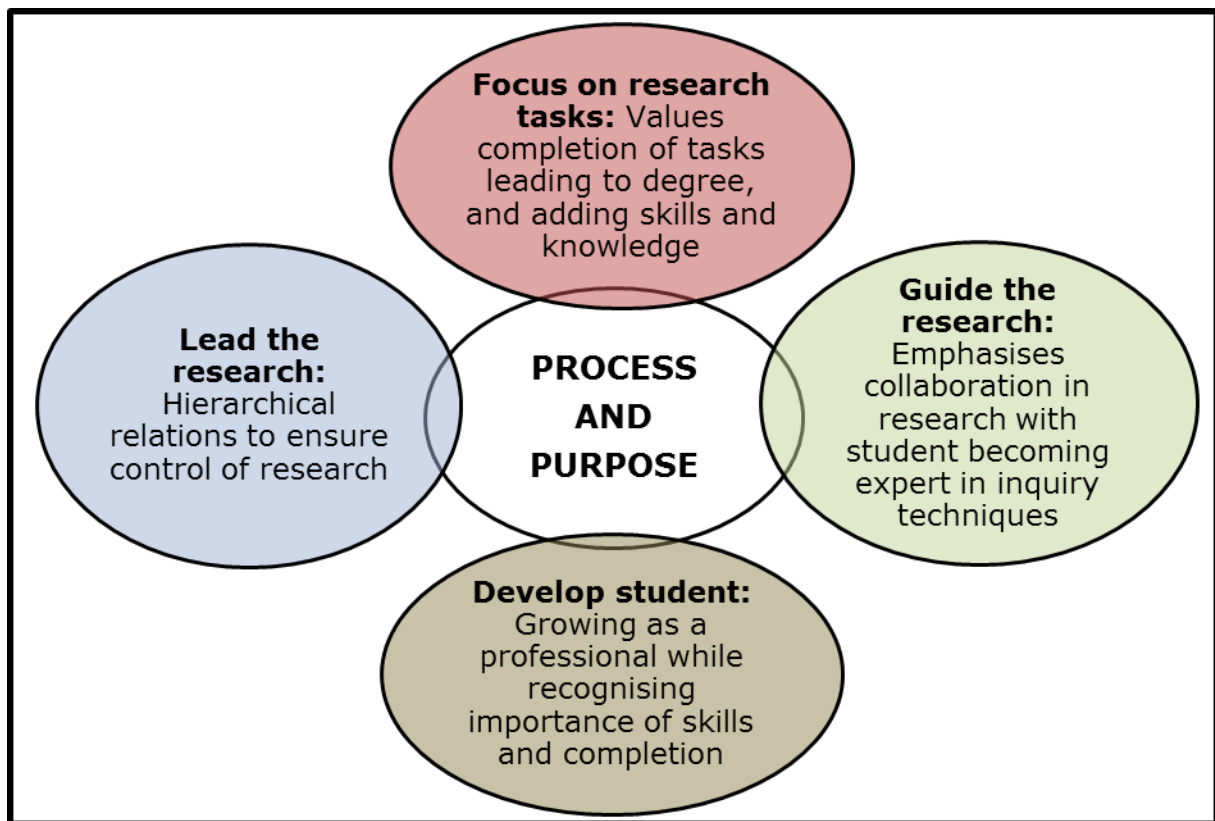 Focus on research
tasks: Values
completion of tasks
leading to degree,
and adding skills and
knowledge
Lead the
research:
Hierarchical
relations to ensure
control of research
PROCESS
AND
PURPOSE
Guide the
research:
Emphasises
collaboration in
research with
student becoming
expert in inquiry
techniques
Develop student:
Growing as a
professional while
recognising
importance of skills
and completion